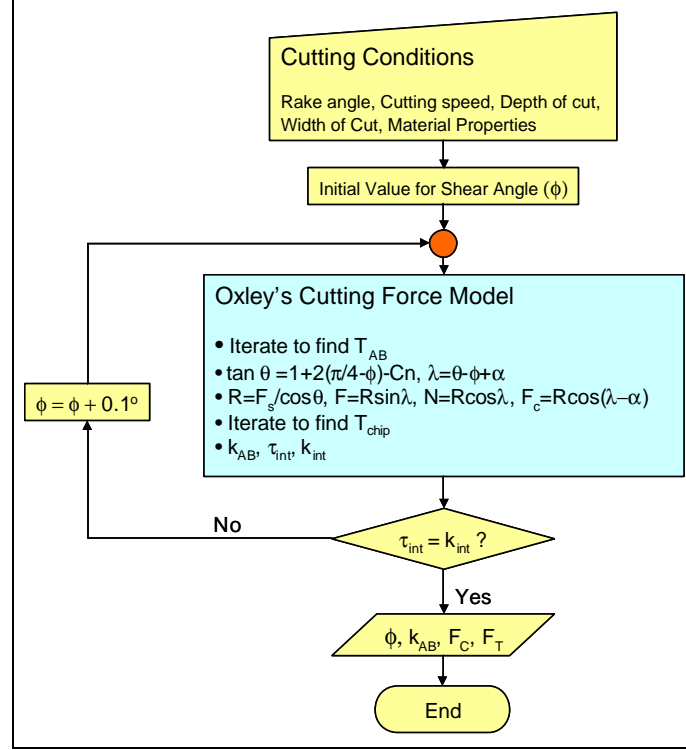 Cutting Conditions
Rake angle, Cutting speed, Depth of cut,
Width of Cut, Material Properties
Initial Value for Shear Angle (ϕ)
Oxley's Cutting Force Model
• Iterate to find T_AB
• tan θ =1+2(π/4-ϕ)-Cn, λ=θ-ϕ+α
• R=F_s/cosθ, F=Rsinλ, N=Rcosλ, F_c=Rcos(λ−α)
• Iterate to find T_chip
• k_AB, τ_int, k_int
ϕ = ϕ + 0.1º
No
τ_int = k_int ?
Yes
ϕ, k_AB, F_C, F_T
End